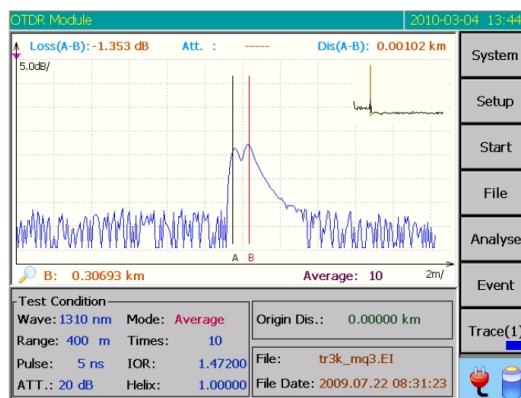 OTDR Module 2010-03-04 13:44
Loss(A-B):-1.353 dB Att. : ----- Dis(A-B): 0.00102 km
5.0dB/
A B
B: 0.30693 km Average: 10 2m/
System
Setup
Start
File
Analyse
Event
Trace(1)
Test Condition
Wave: 1310 nm Mode: Average
Range: 400 m Times: 10
Pulse: 5 ns IOR: 1.47200
ATT.: 20 dB Helix: 1.00000
Origin Dis.: 0.00000 km
File: tr3k_mq3.EI
File Date: 2009.07.22 08:31:23